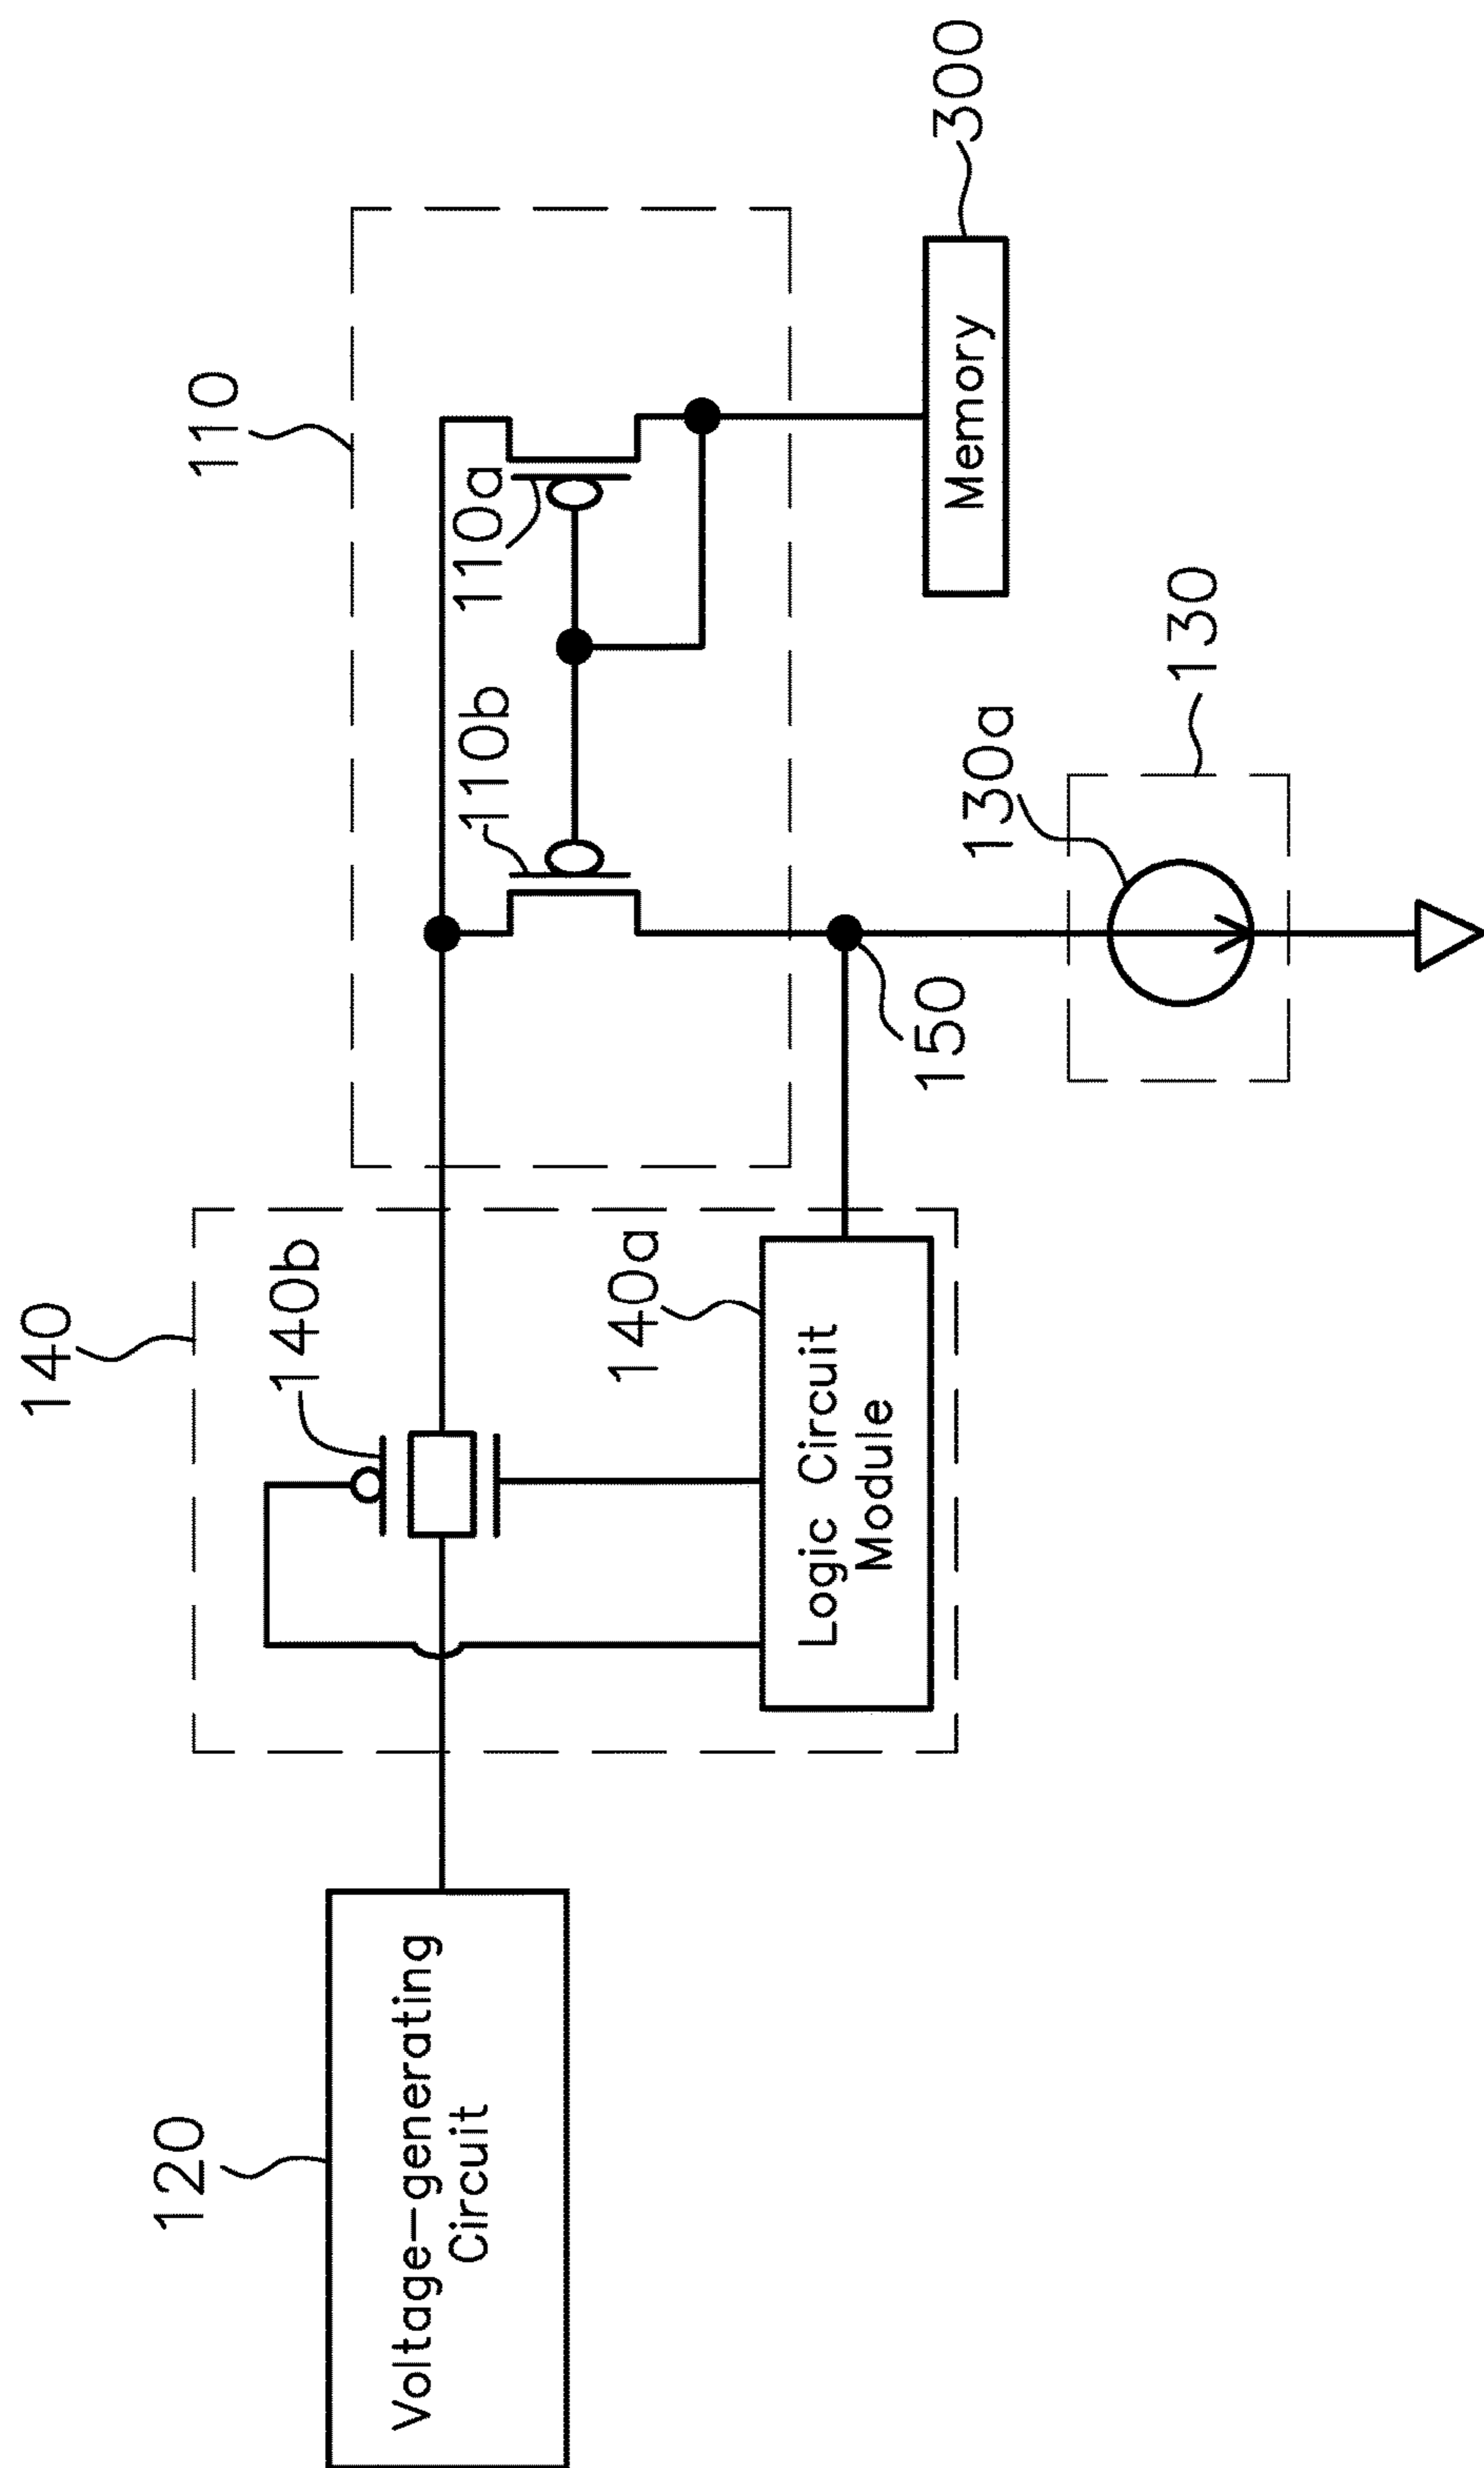 120
Voltage-generating
Circuit
140
140b
140a
Logic Circuit
Module
110
110b
110a
150
130a
130
Memory
300